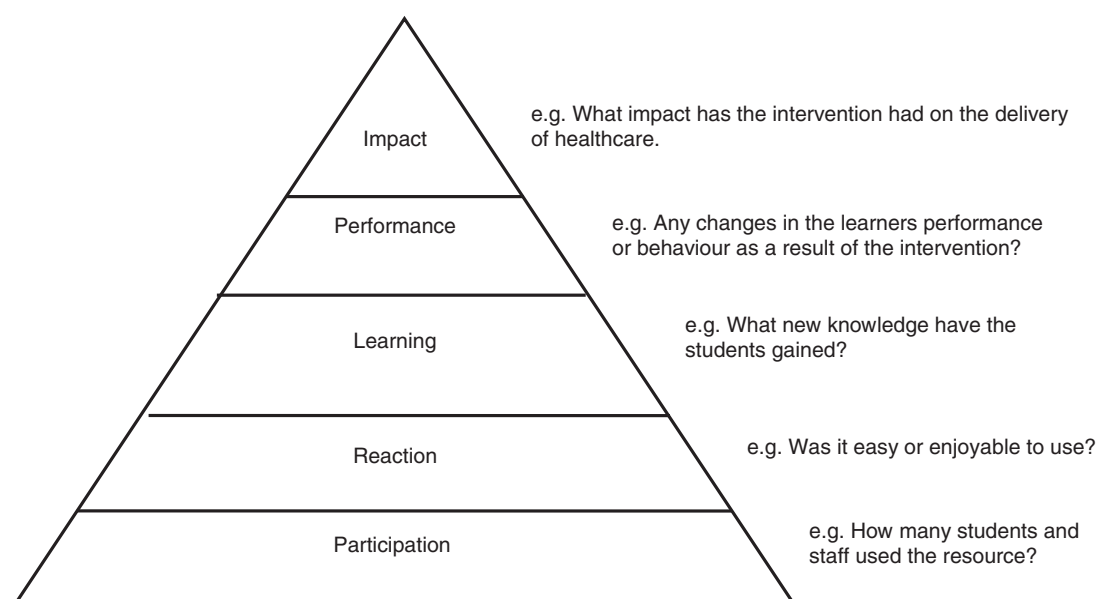 Impact
e.g. What impact has the intervention had on the delivery
of healthcare.
Performance
e.g. Any changes in the learners performance
or behaviour as a result of the intervention?
Learning
e.g. What new knowledge have the
students gained?
Reaction
e.g. Was it easy or enjoyable to use?
Participation
e.g. How many students and
staff used the resource?